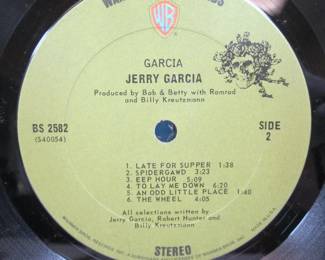 WB
GARCIA
JERRY GARCIA
Produced by Bob & Betty with Ramrod
and Billy Kreutzmann
BS 2582
(S40054)
SIDE
2
1. LATE FOR SUPPER 1:38
2. SPIDERGAWD 3:23
3. EEP HOUR 5:09
4. TO LAY ME DOWN 6:20
5. AN ODD LITTLE PLACE 1:40
6. THE WHEEL 4:05
All selections written by
Jerry Garcia, Robert Hunter and
Billy Kreutzmann
STEREO